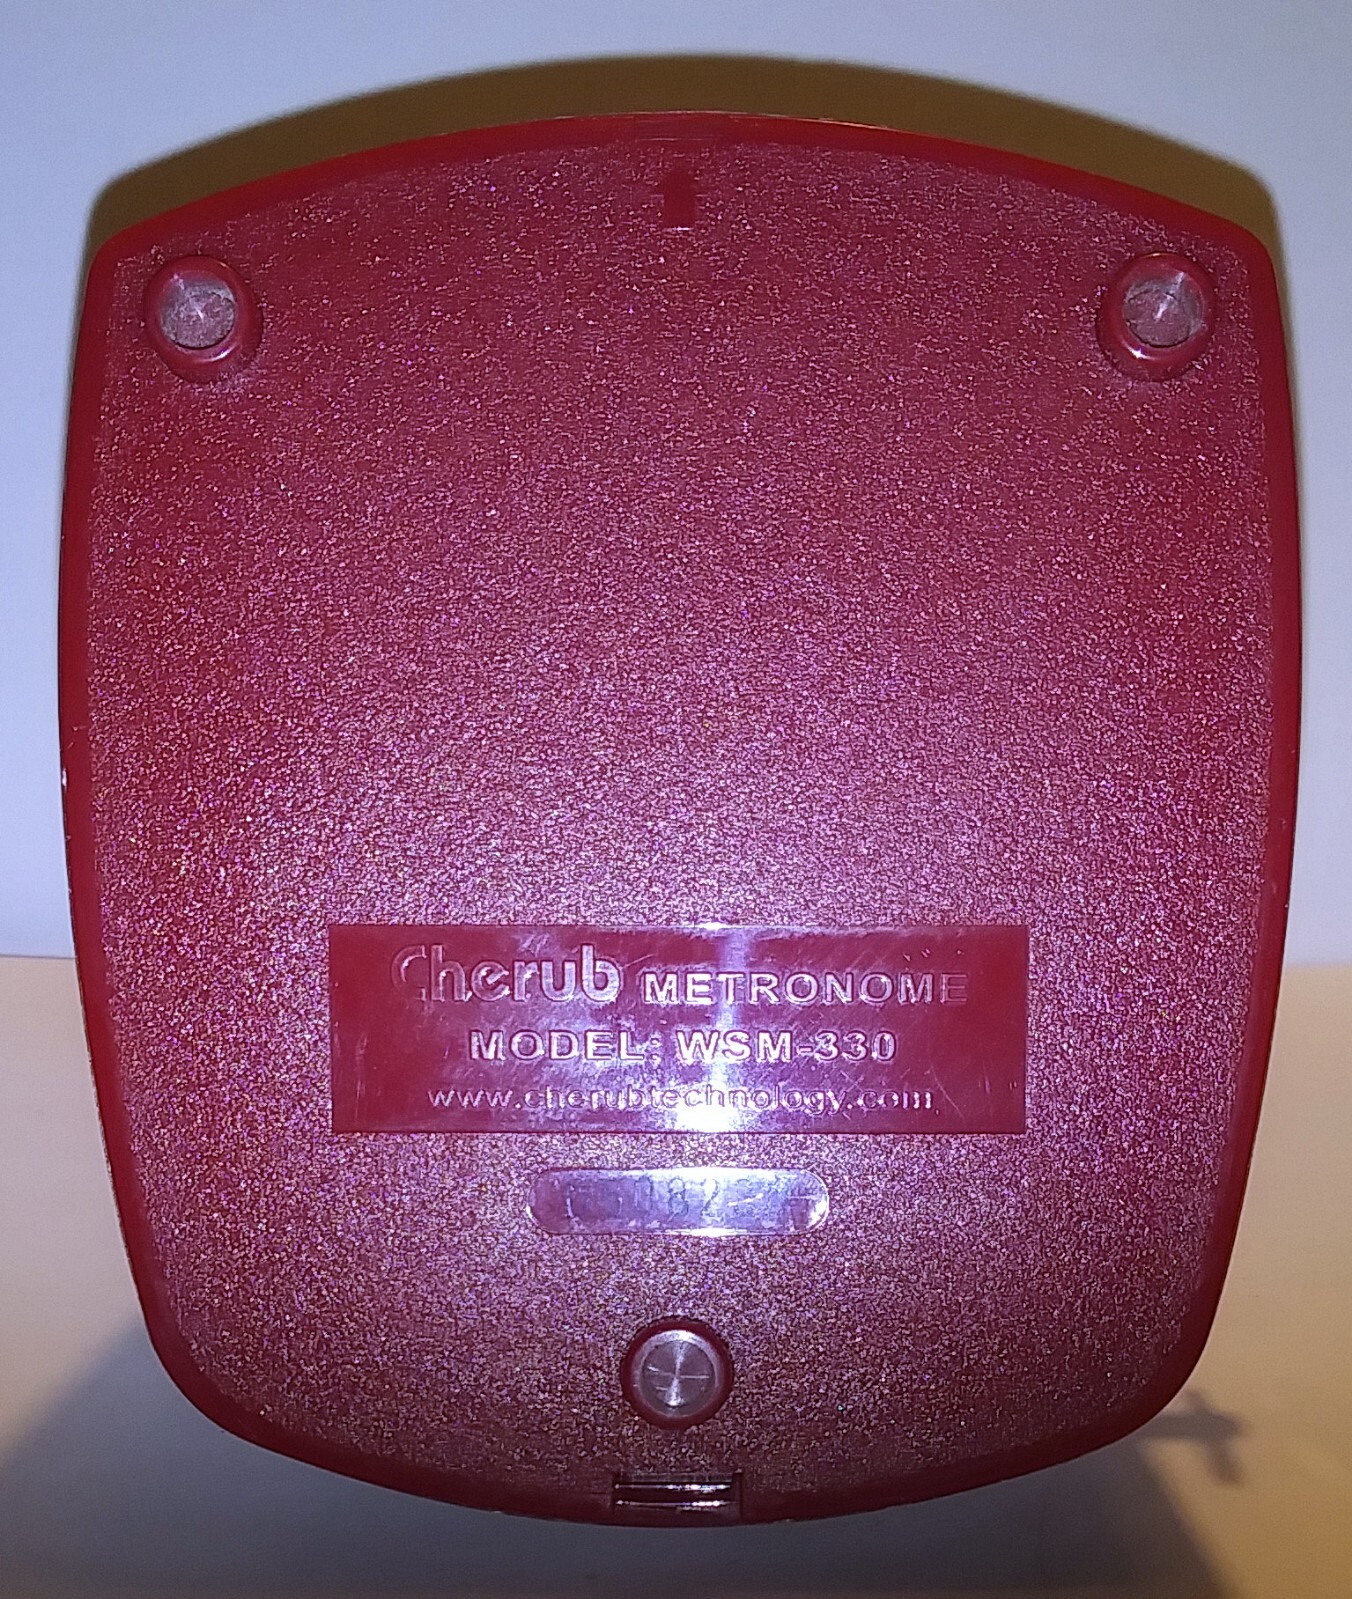 Cherub METRONOME
MODEL: WSM-330
www.cherubtechnology.com